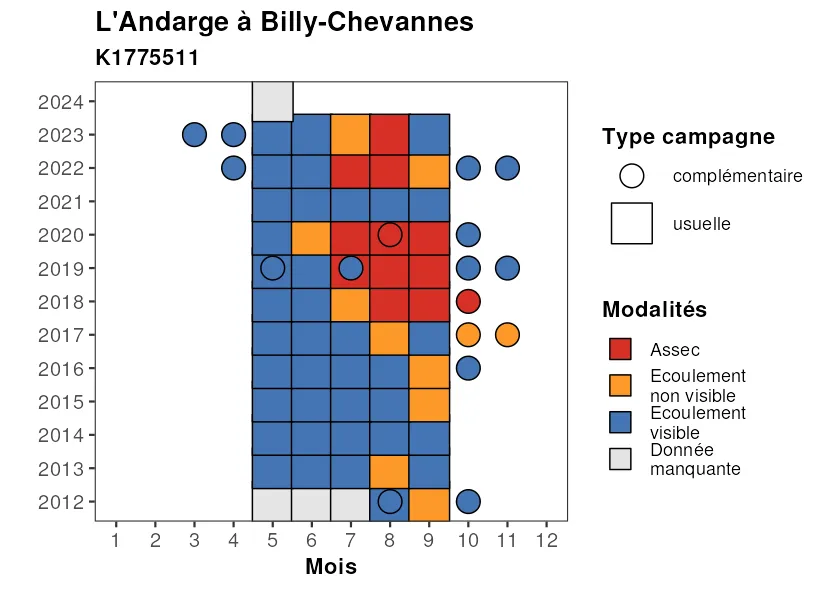 L'Andarge à Billy-Chevannes
K1775511
2024
2023
2022
2021
2020
2019
2018
2017
2016
2015
2014
2013
2012
1 2 3 4 5 6 7 8 9 10 11 12
Mois
Type campagne
complémentaire
usuelle
Modalités
Assec
Ecoulement
non visible
Ecoulement
visible
Donnée
manquante